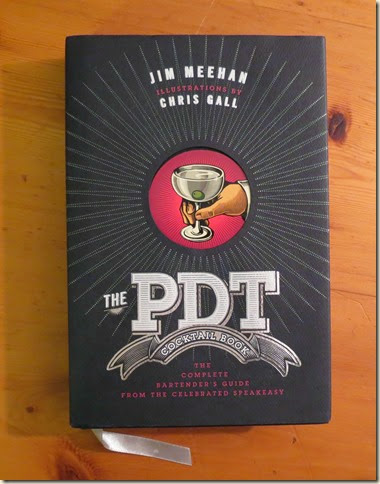 JIM MEEHAN
ILLUSTRATIONS BY
CHRIS GALL
THE PDT
COCKTAIL BOOK
THE
COMPLETE
BARTENDER'S GUIDE
FROM THE CELEBRATED SPEAKEASY